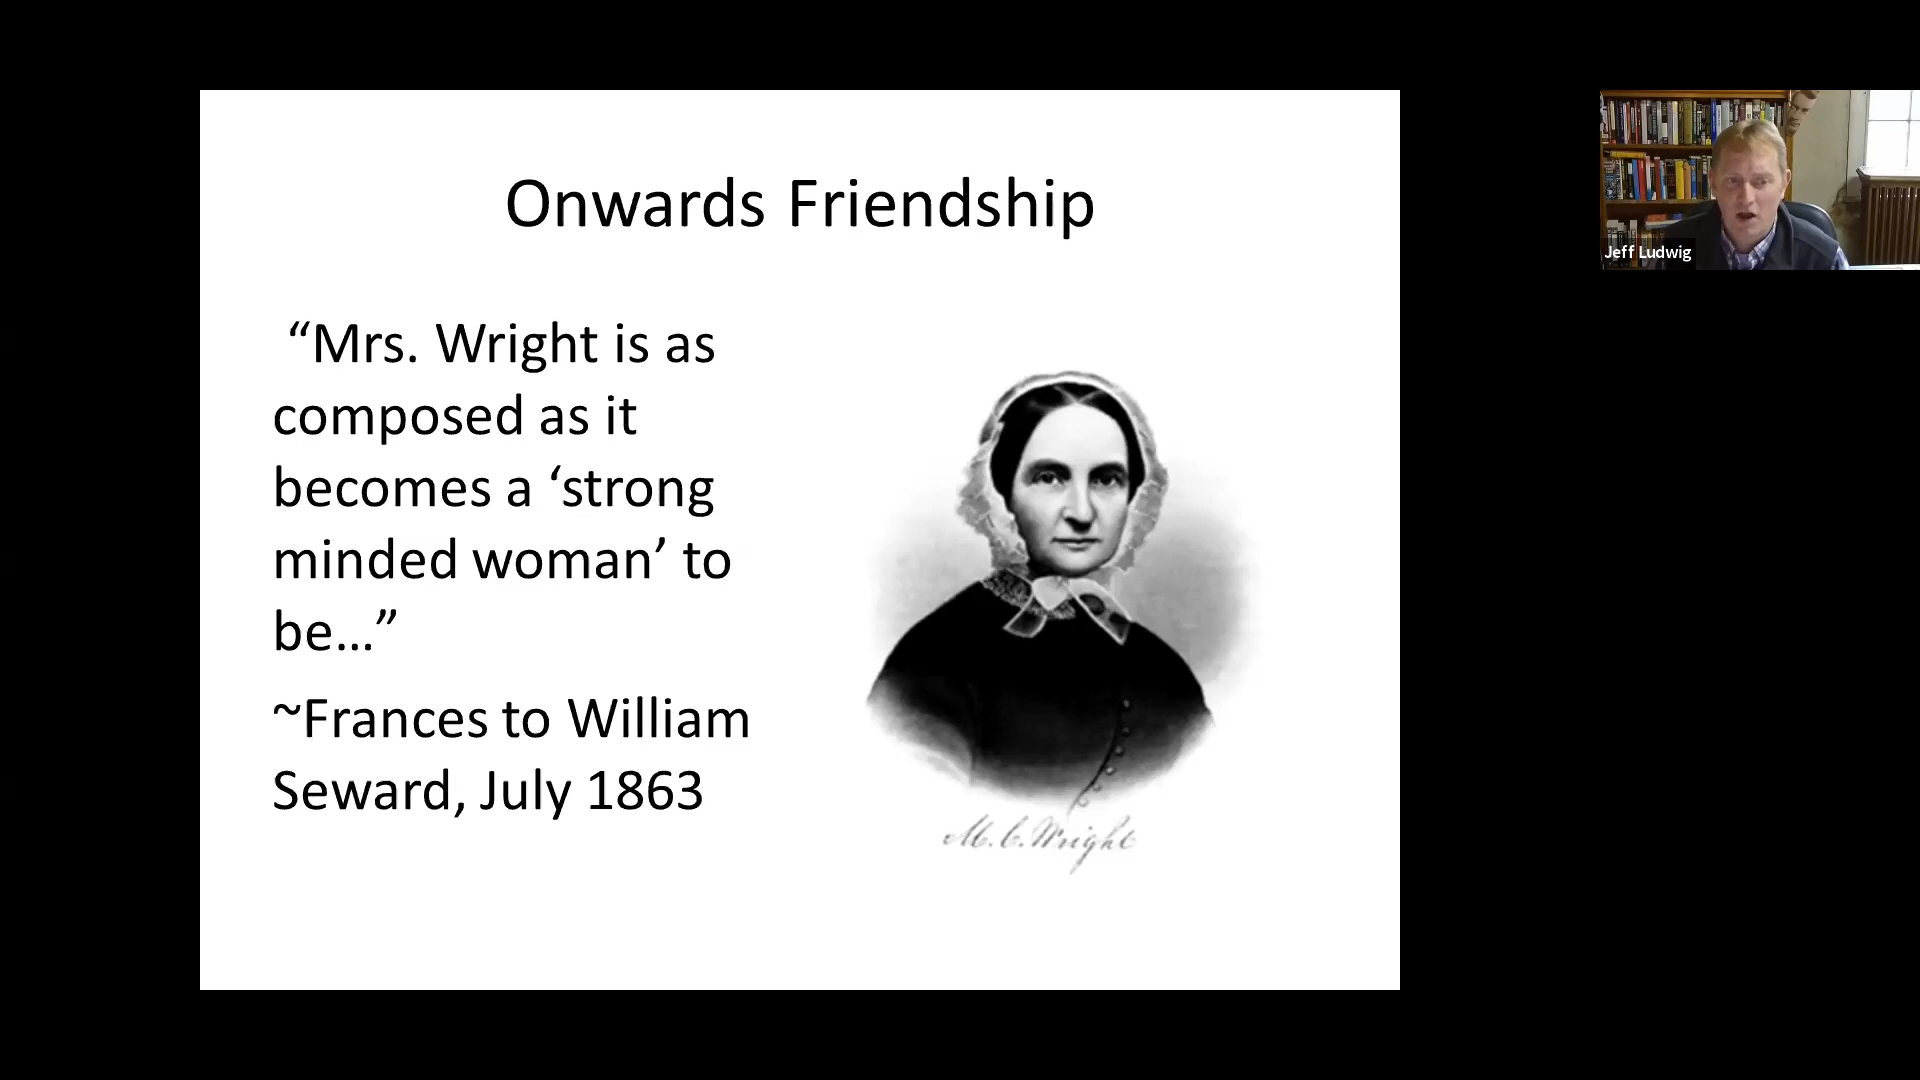 Onwards Friendship
“Mrs. Wright is as
composed as it
becomes a ‘strong
minded woman’ to
be…”
~Frances to William
Seward, July 1863
M. C. Wright
Jeff Ludwig